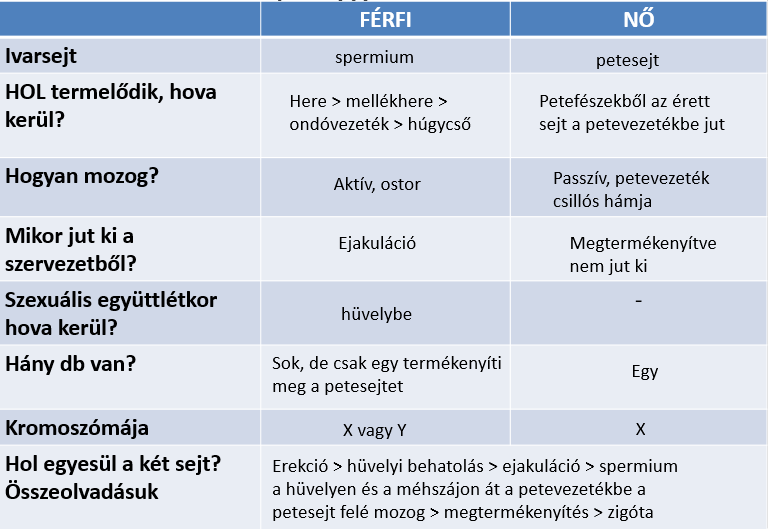 FÉRFI NŐ
Ivarsejt spermium petesejt
HOL termelődik, hova
kerül?
Here > mellékhere >
ondóvezeték > húgycső
Petefészekből az érett
sejt a petevezetékbe jut
Hogyan mozog?
Aktív, ostor
Passzív, petevezeték
csillós hámja
Mikor jut ki a
szervezetből?
Ejakuláció
Megtermékenyítve
nem jut ki
Szexuális együttlétkor
hova kerül?
hüvelybe
-
Hány db van?
Sok, de csak egy termékenyíti
meg a petesejtet
Egy
Kromoszómája X vagy Y X
Hol egyesül a két sejt?
Összeolvadásuk
Erekció > hüvelyi behatolás > ejakuláció > spermium
a hüvelyen és a méhszájon át a petevezetékbe a
petesejt felé mozog > megtermékenyítés > zigóta